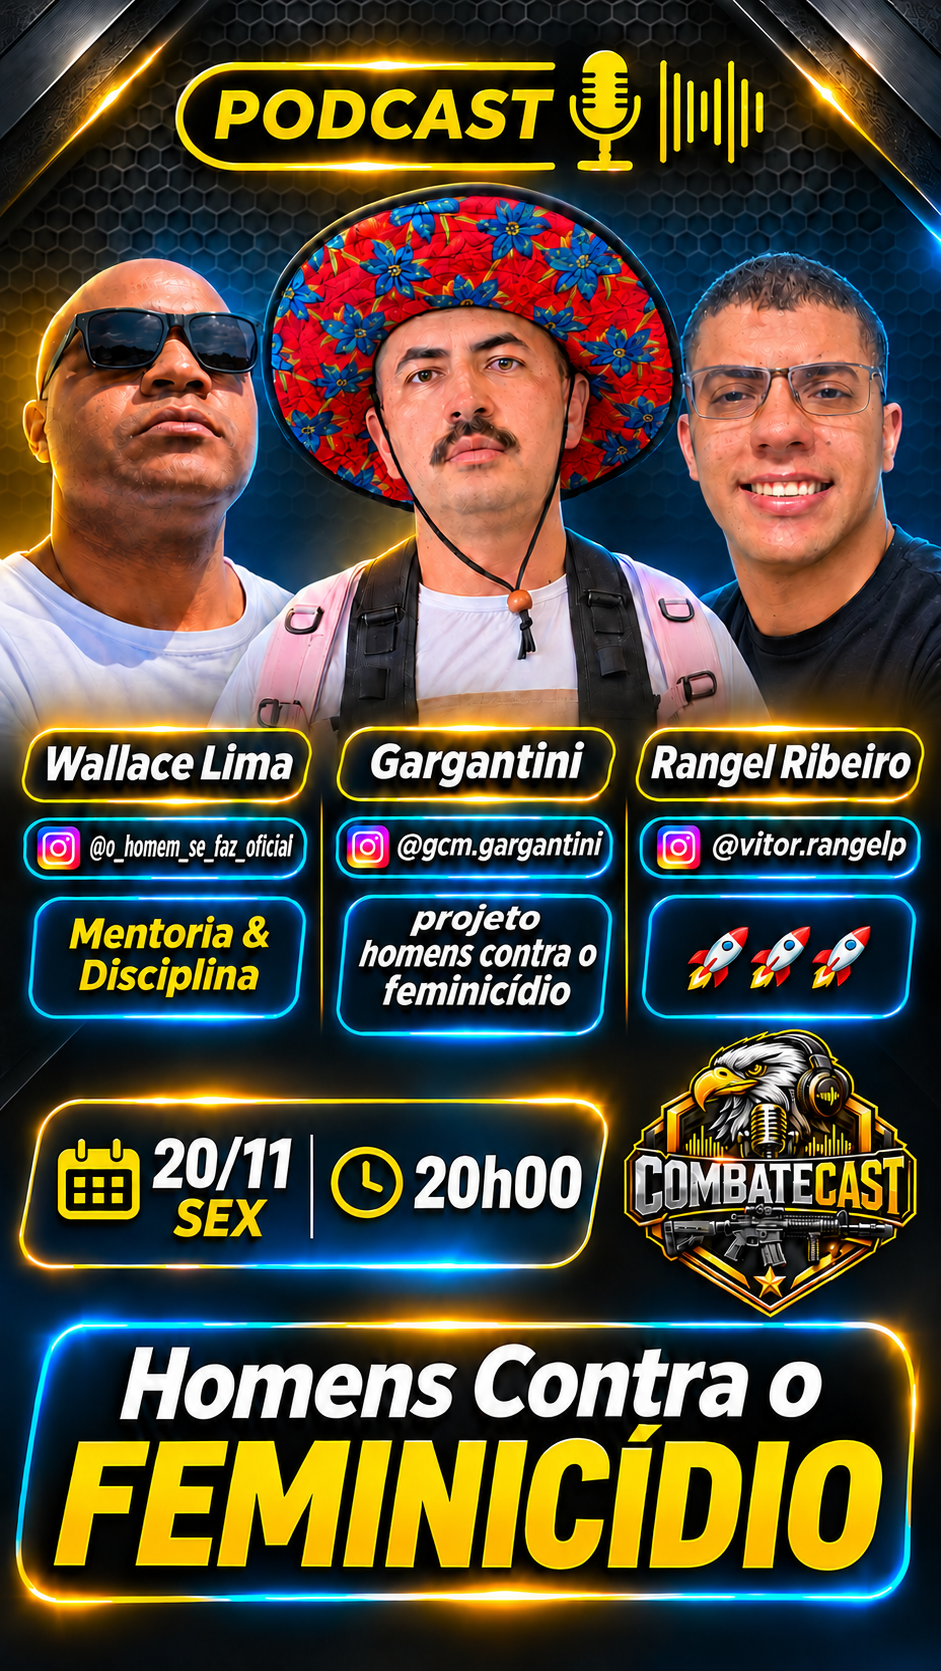 PODCAST
Wallace Lima
Gargantini
Rangel Ribeiro
@o_homem_se_faz_oficial
@gcm.gargantini
@vitor.rangelp
Mentoria &
Disciplina
projeto
homens contra o
feminicídio
20/11
SEX
20h00
COMBATECAST
Homens Contra o
FEMINICÍDIO